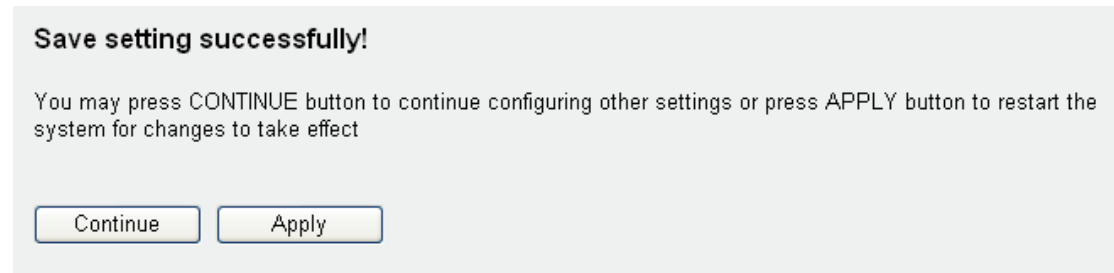 Save setting successfully!
You may press CONTINUE button to continue configuring other settings or press APPLY button to restart the
system for changes to take effect
Continue Apply